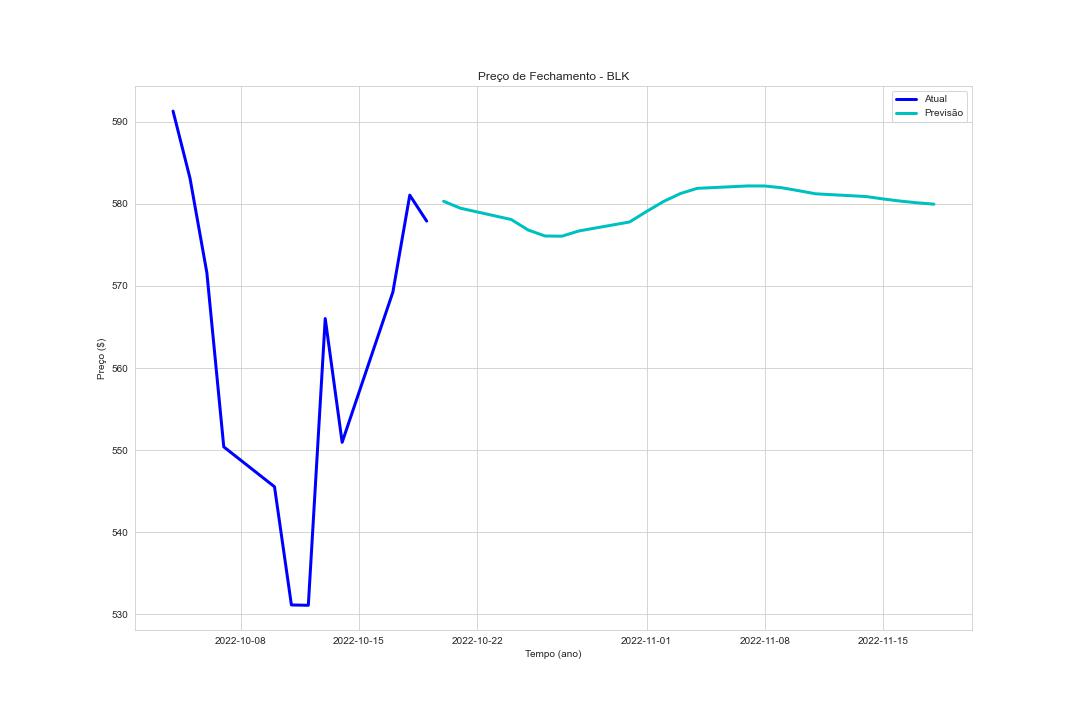 Preço de Fechamento - BLK
Atual
Previsão
Preço ($)
590
580
570
560
550
540
530
2022-10-08
2022-10-15
2022-10-22
2022-11-01
2022-11-08
2022-11-15
Tempo (ano)